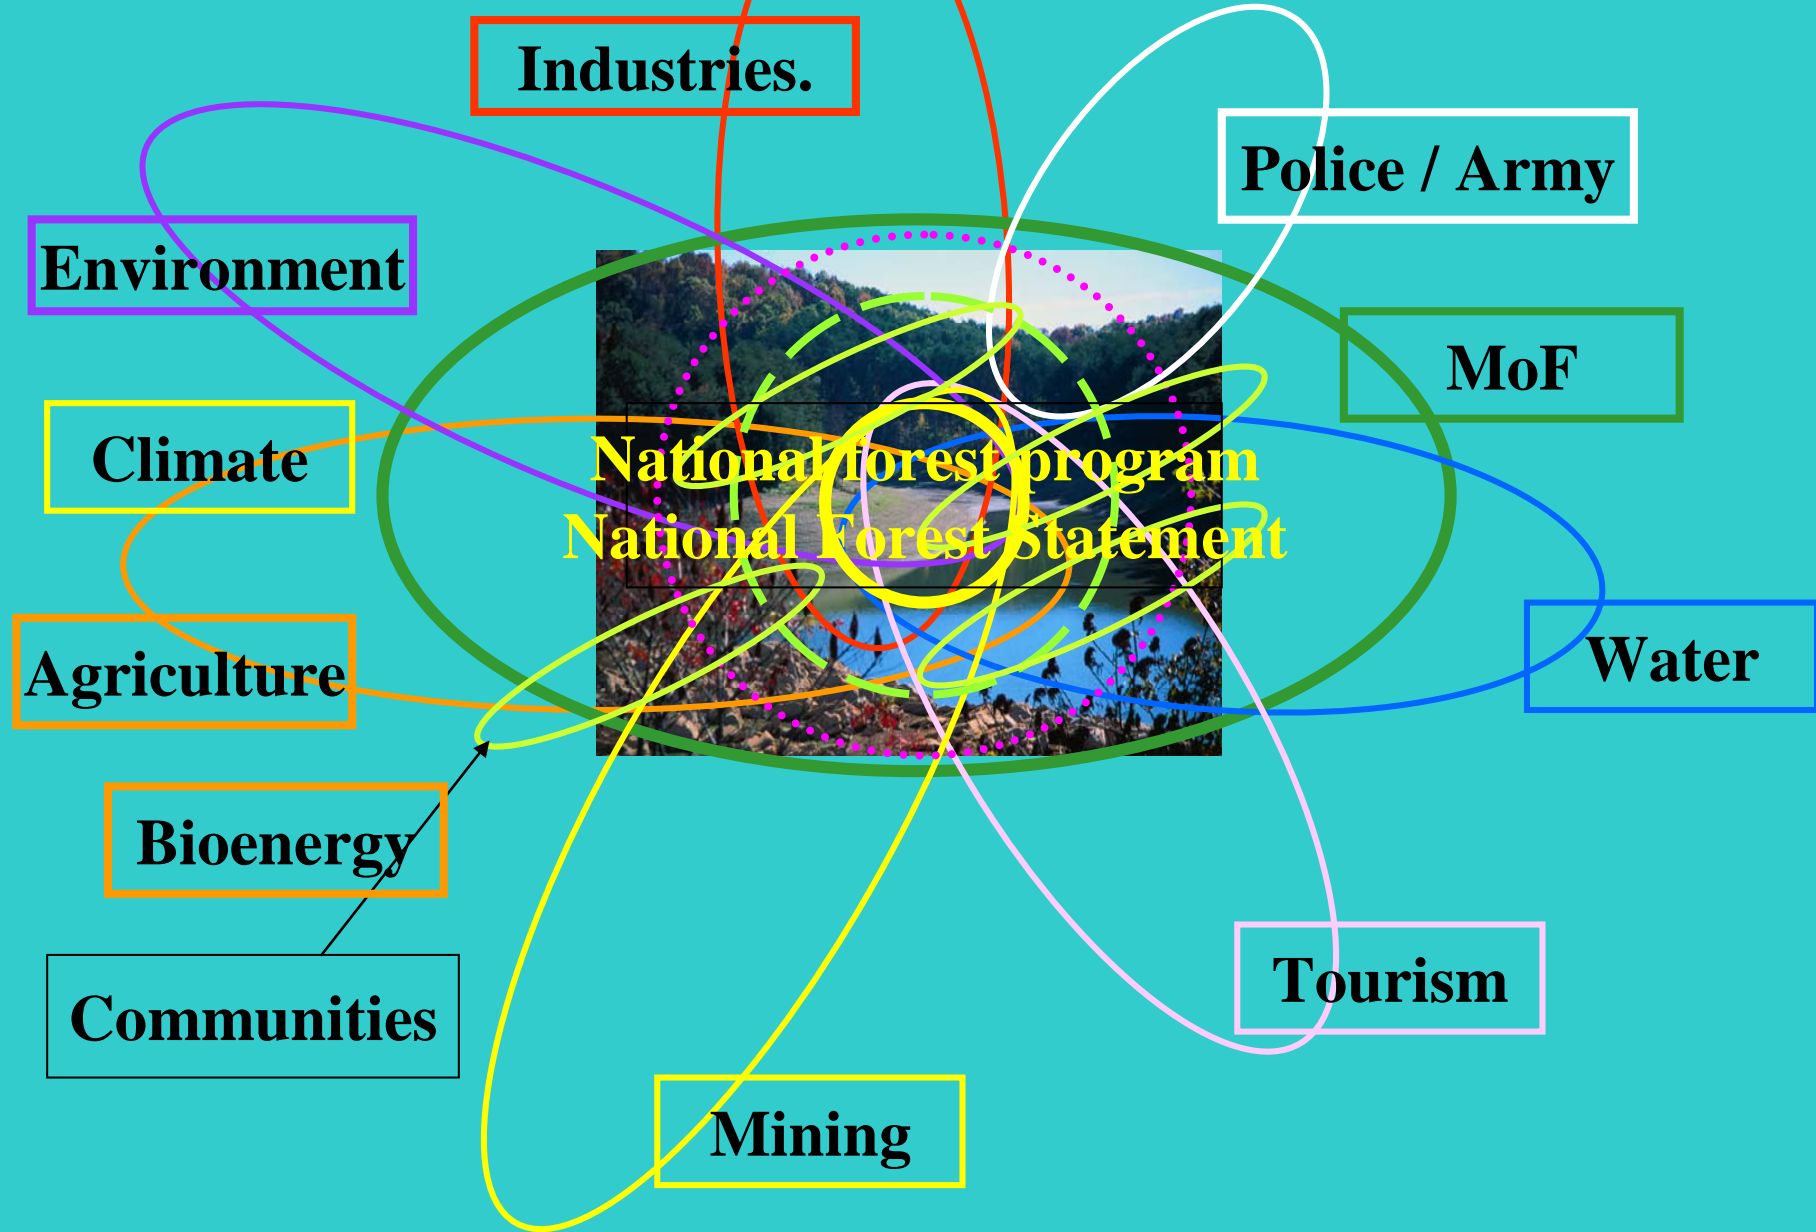 Industries.
Police / Army
Environment
MoF
Climate
National forest program
National Forest Statement
Agriculture
Water
Bioenergy
Communities
Tourism
Mining